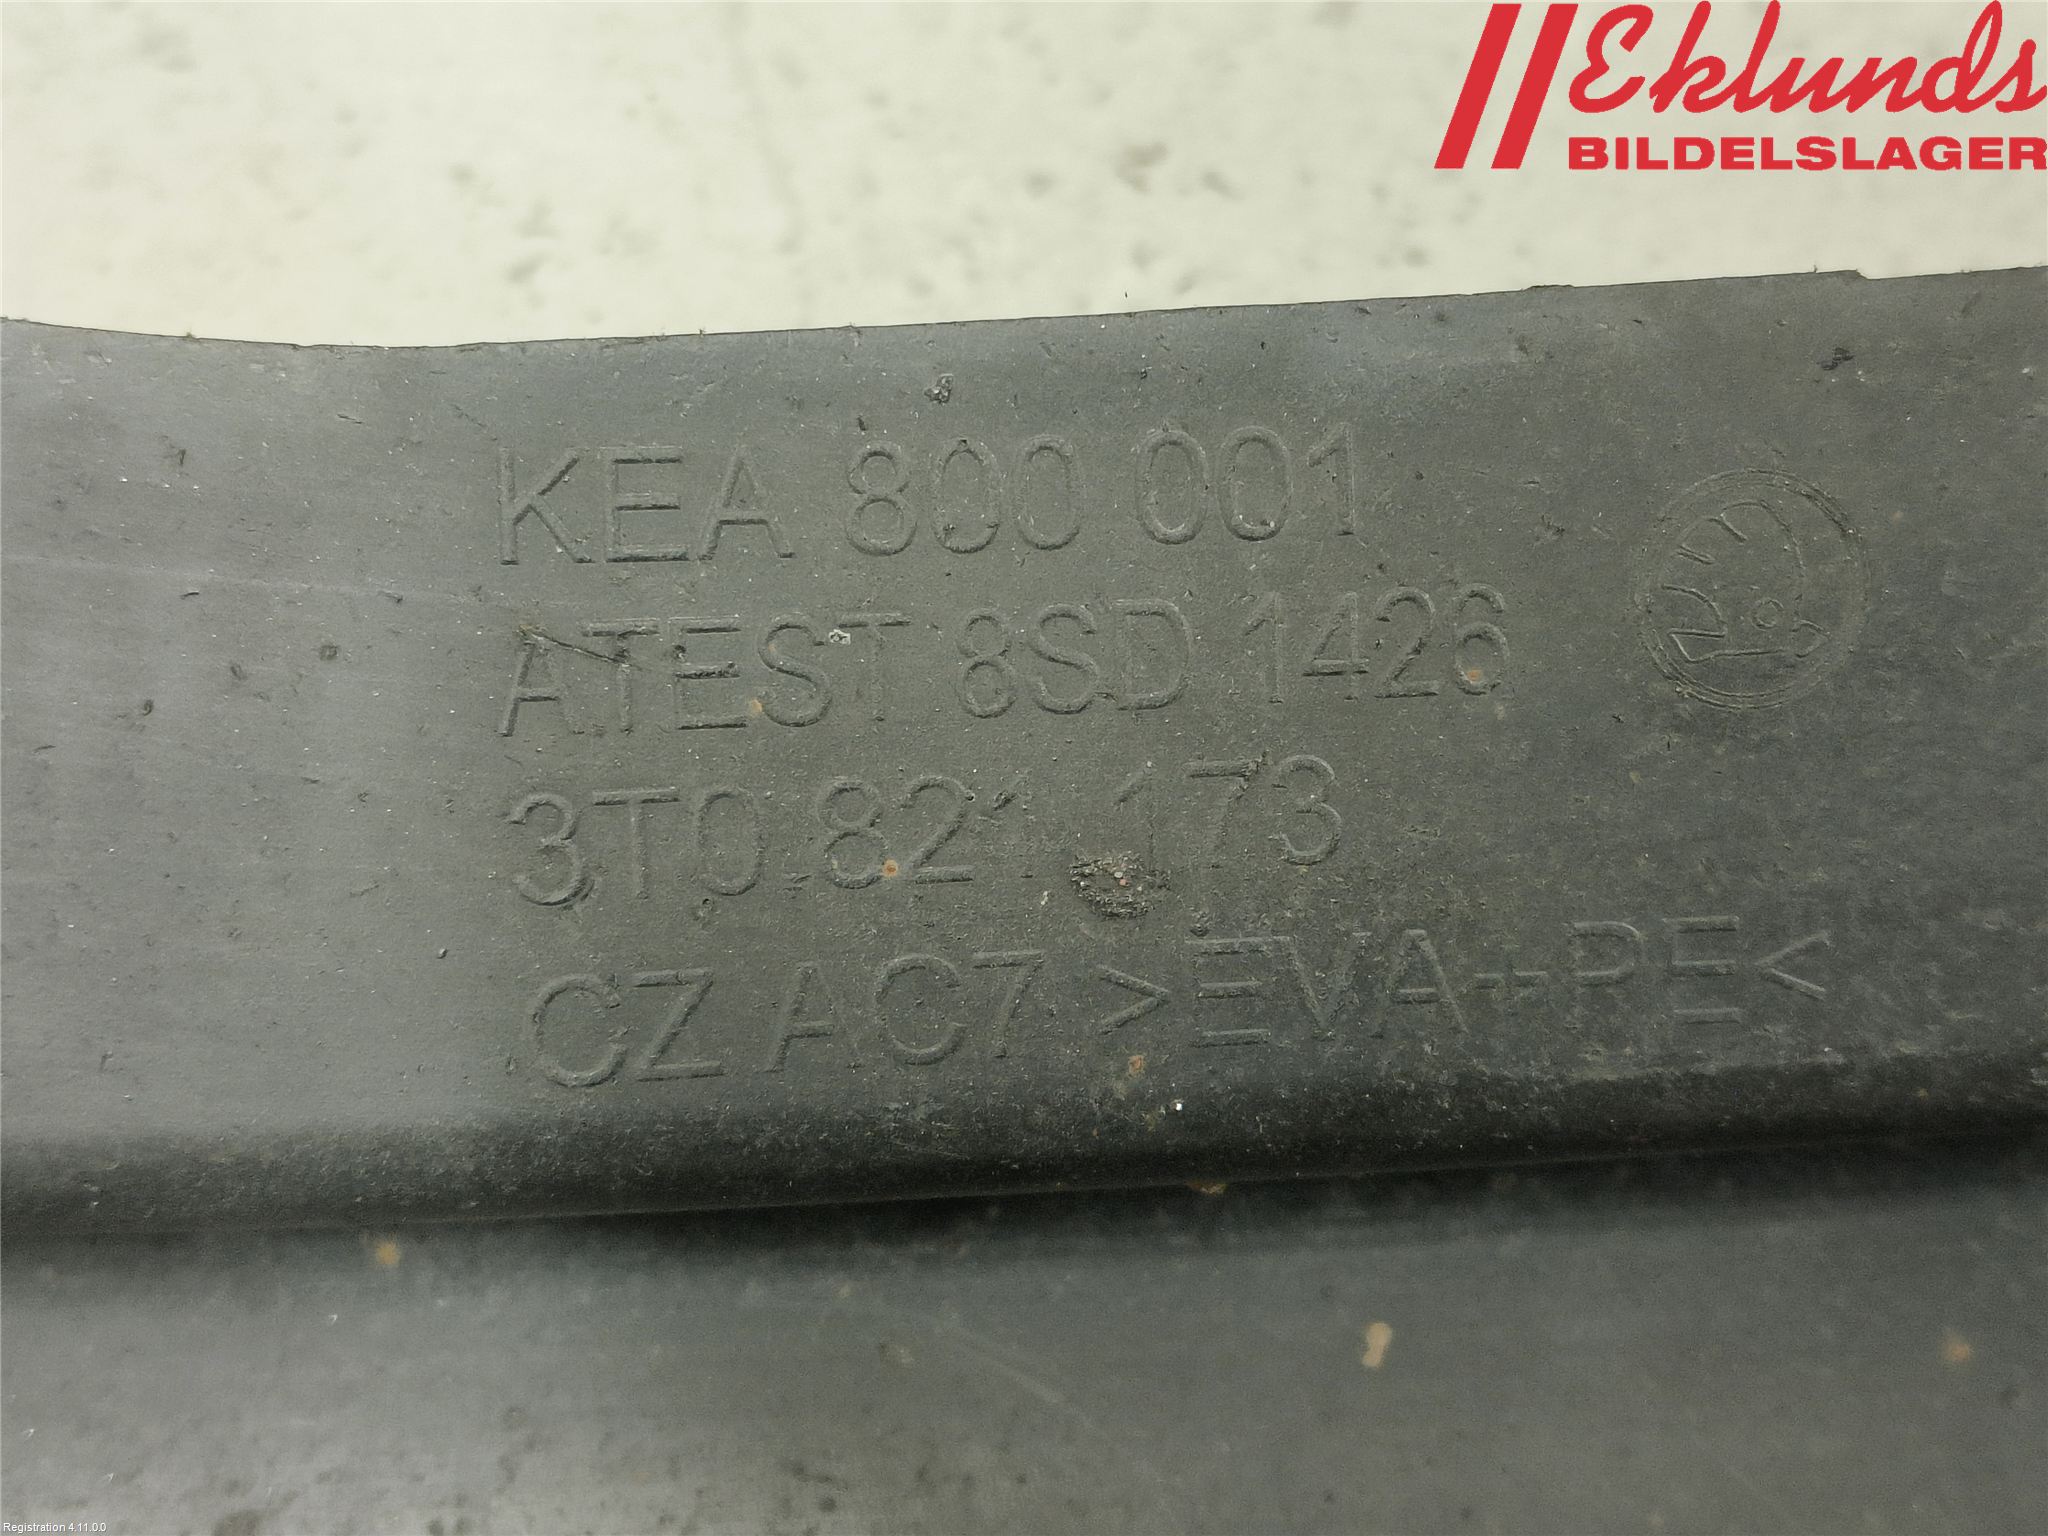 Eklunds
BILDELSLAGER
KEA 800 001
ATEST 8SD 1426
3T0.821 173
CZ AC7 >EVA+PE<
Registration 4.11.0.0